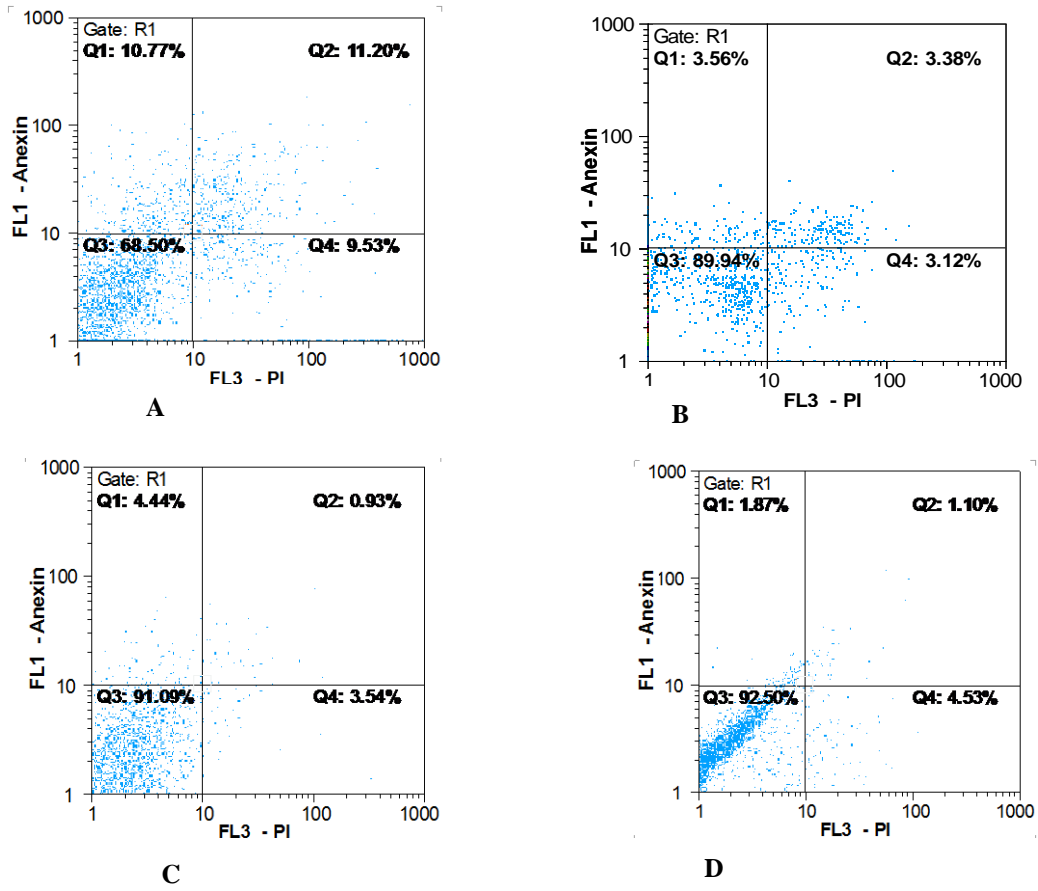 1000
Gate: R1
Q1: 10.77%
Q2: 11.20%
100
FL1 - Anexin
10
Q3: 68.50%
Q4: 9.53%
1
1 10 100 1000
FL3 - PI
A
1000
Gate: R1
Q1: 3.56%
Q2: 3.38%
100
FL1 - Anexin
10
Q3: 89.94%
Q4: 3.12%
1
1 10 100 1000
FL3 - PI
B
1000
Gate: R1
Q1: 4.44%
Q2: 0.93%
100
FL1 - Anexin
10
Q3: 91.09%
Q4: 3.54%
1
1 10 100 1000
FL3 - PI
C
1000
Gate: R1
Q1: 1.87%
Q2: 1.10%
100
FL1 - Anexin
10
Q3: 92.50%
Q4: 4.53%
1
1 10 100 1000
FL3 - PI
D